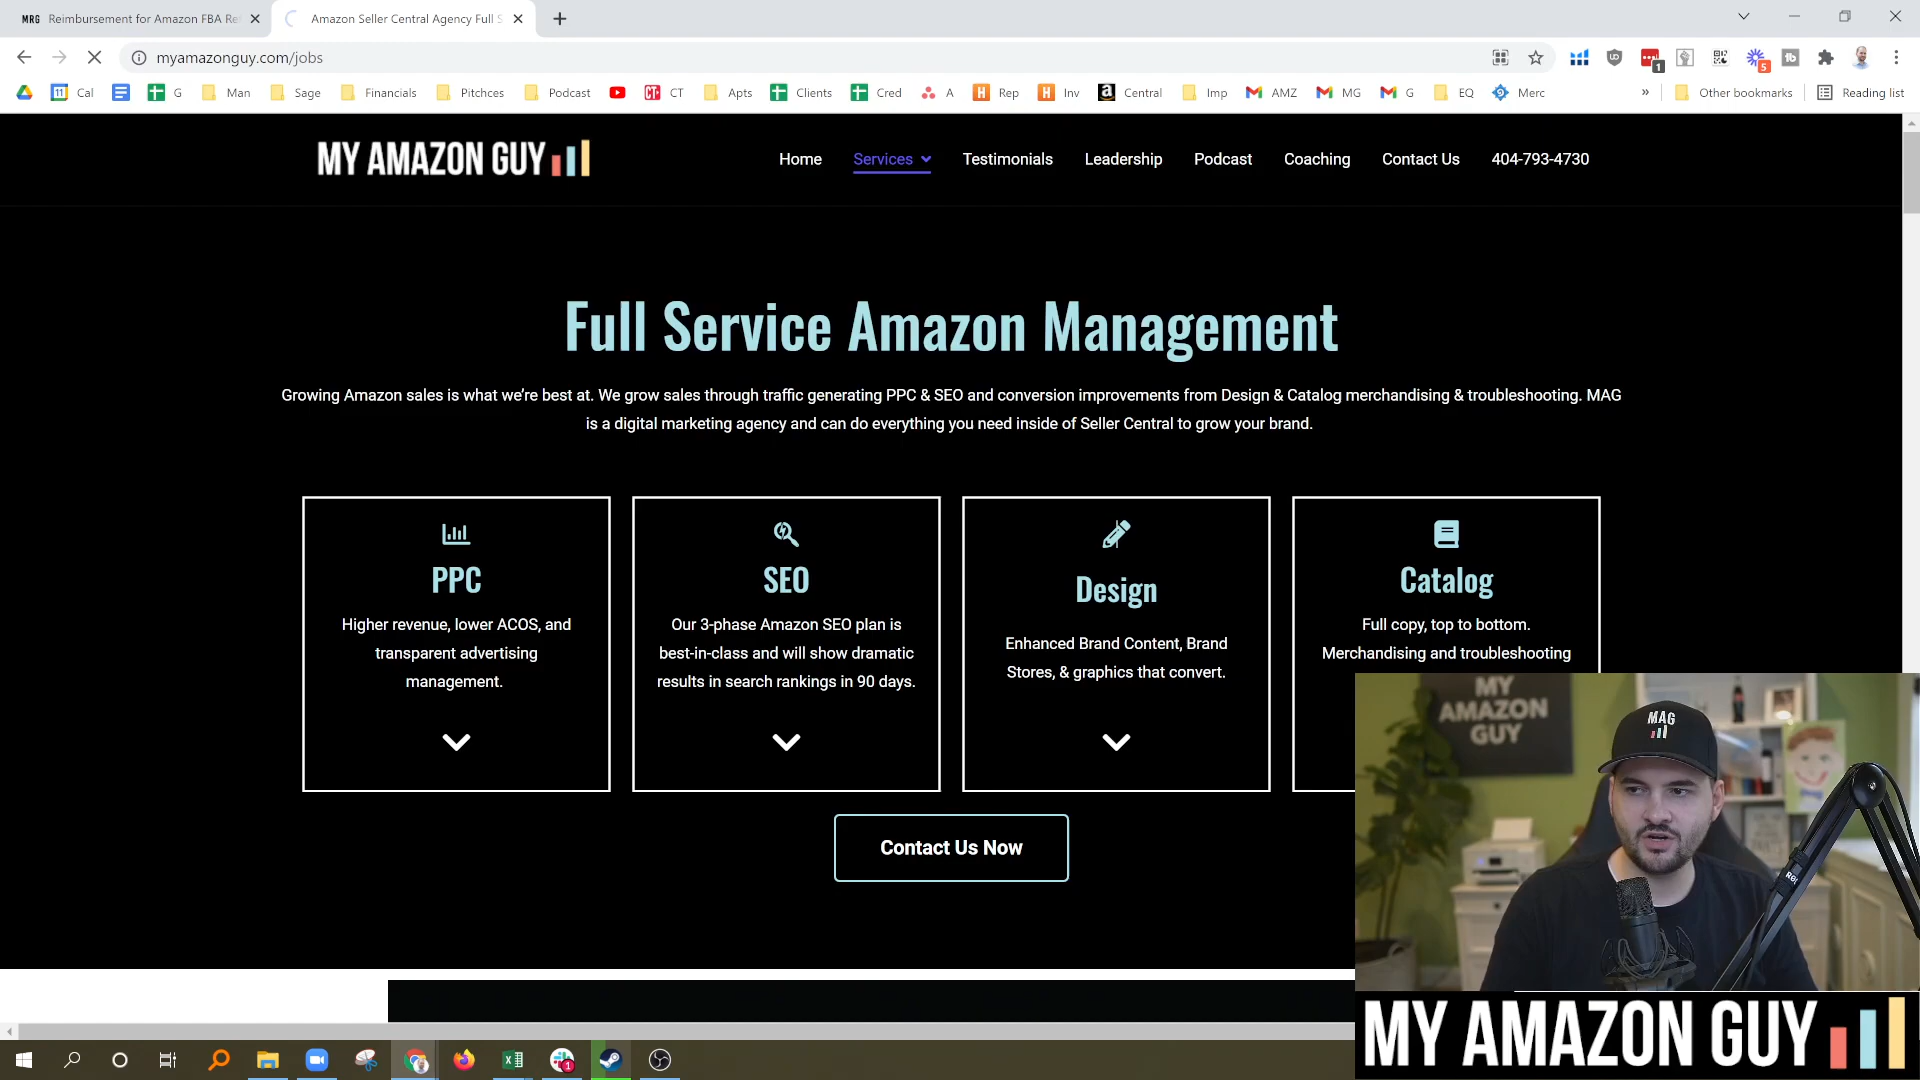 MRG Reimbursement for Amazon FBA Re
Amazon Seller Central Agency Full S
myamazonguy.com/jobs
1
5
11 Cal
G
Man
Sage
Financials
Pitchces
Podcast
CT CT
Apts
Clients
Cred
A
H Rep
H Inv
a Central
Imp
AMZ
MG
G
EQ
Merc
»
Other bookmarks
Reading list
MY AMAZON GUY
Home
Services
Testimonials
Leadership
Podcast
Coaching
Contact Us
404-793-4730
Full Service Amazon Management
Growing Amazon sales is what we're best at. We grow sales through traffic generating PPC & SEO and conversion improvements from Design & Catalog merchandising & troubleshooting. MAG
is a digital marketing agency and can do everything you need inside of Seller Central to grow your brand.
PPC
Higher revenue, lower ACOS, and
transparent advertising
management.
SEO
Our 3-phase Amazon SEO plan is
best-in-class and will show dramatic
results in search rankings in 90 days.
Design
Enhanced Brand Content, Brand
Stores, & graphics that convert.
Catalog
Full copy, top to bottom.
Merchandising and troubleshooting
Contact Us Now
MY
AMAZON
GUY
MAG
MY AMAZON GUY
1